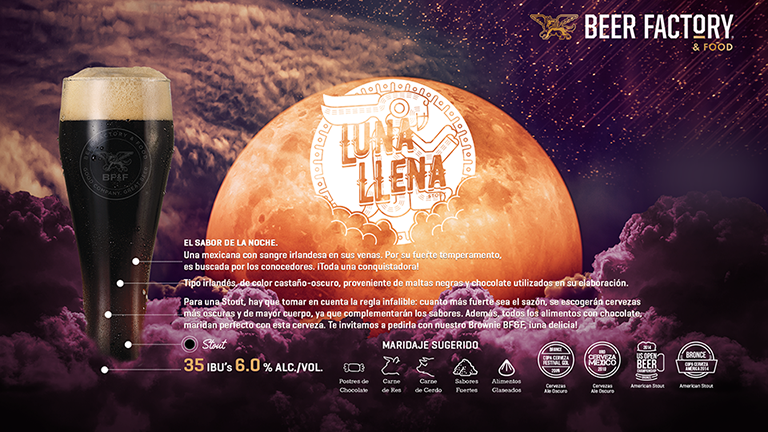 BEER FACTORY
& FOOD
BEER FACTORY & FOOD
BF&F
LUNA
LLENA
EL SABOR DE LA NOCHE.
Una mexicana con sangre irlandesa en sus venas. Por su fuerte temperamento,
es buscada por los conocedores. ¡Toda una conquistadora!
Tipo irlandés, de color castaño-oscuro, proveniente de maltas negras y chocolate utilizados en su elaboración.
Para una Stout, hay que tomar en cuenta la regla infalible: cuanto más fuerte sea el sazón, se escogerán cervezas
más oscuras y de mayor cuerpo, ya que complementarán los sabores. Además, todos los alimentos con chocolate,
maridan perfecto con esta cerveza. Te invitamos a pedirla con nuestro Brownie BF&F, ¡una delicia!
Stout
35 IBU's 6.0 % ALC./VOL.
MARIDAJE SUGERIDO
Postres de
Chocolate
Carne
de Res
Carne
de Cerdo
Sabores
Fuertes
Alimentos
Glaseados
BRONCE
COPA CERVEZA
FESTIVAL GDL
Cervezas
Ale Oscuro
CERVEZA
MEXICO
Cervezas
Ale Oscuro
2014
US OPEN
BEER
CHAMPIONSHIP
American Stout
BRONCE
COPA CERVEZA
AMÉRICA 2014
American Stout